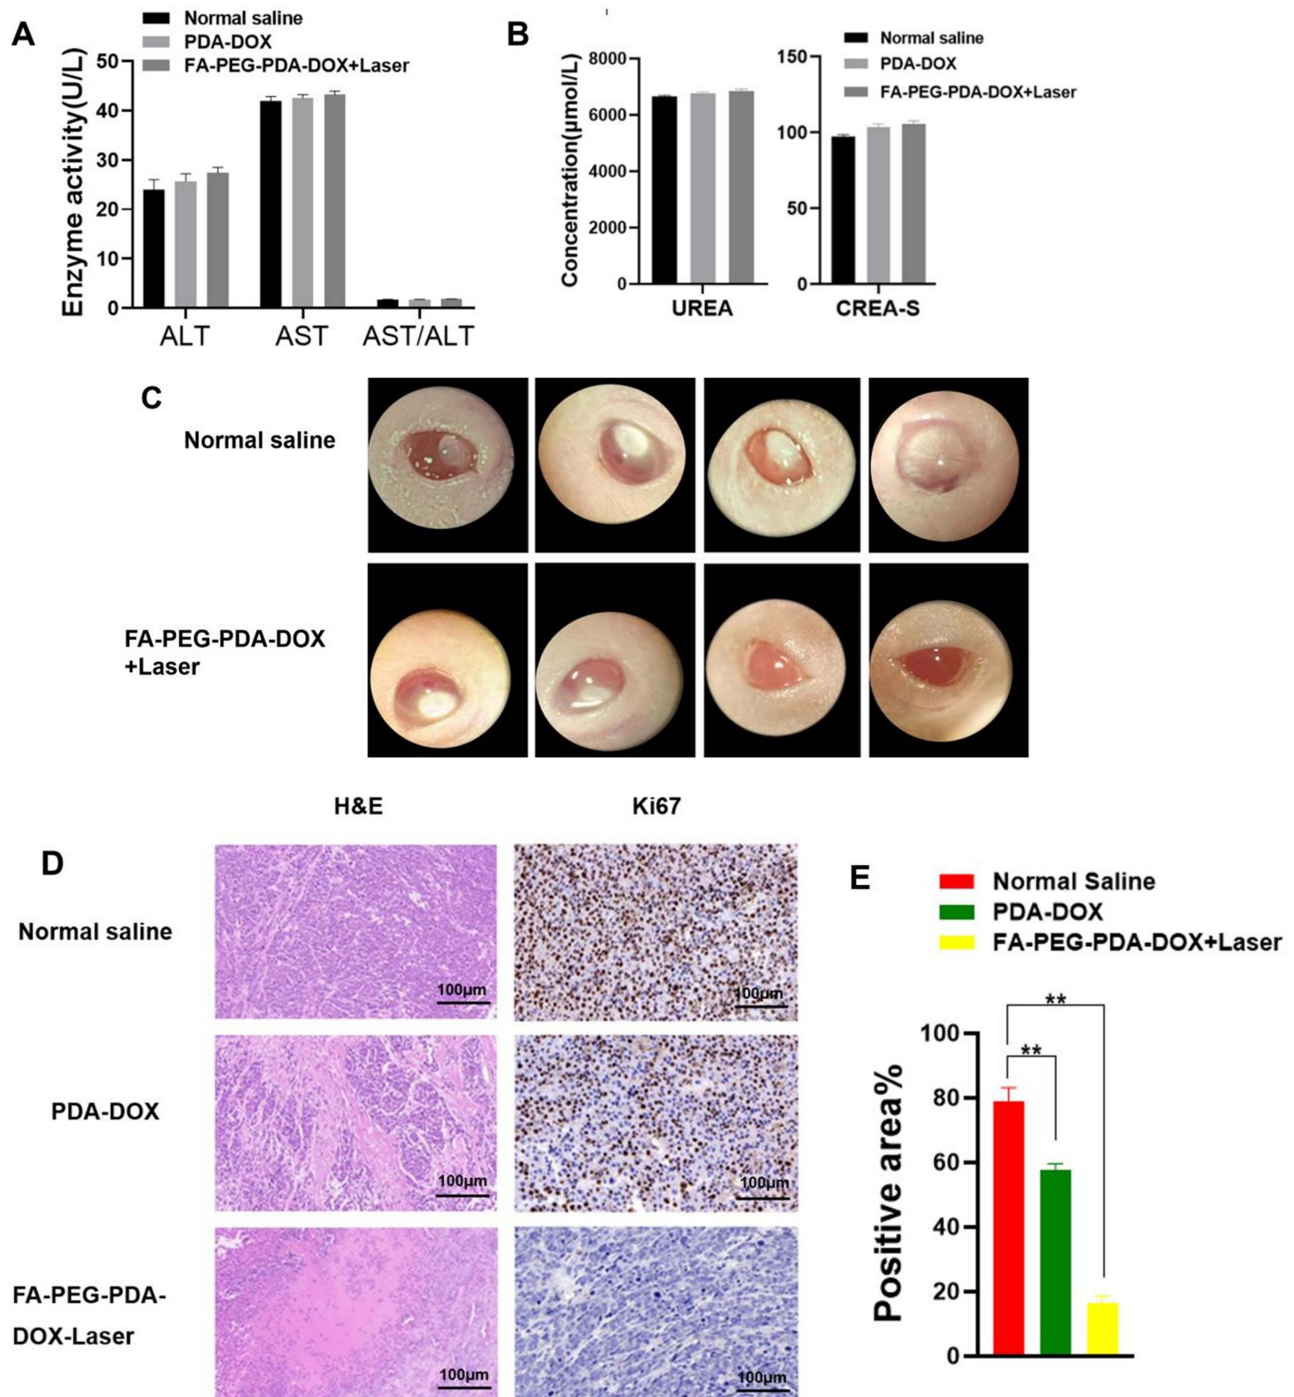 A
Normal saline
PDA-DOX
FA-PEG-PDA-DOX+Laser
Enzyme activity(U/L)
50
40
30
20
10
0
ALT
AST
AST/ALT
B
Normal saline
PDA-DOX
FA-PEG-PDA-DOX+Laser
Concentration(μmol/L)
8000
6000
4000
2000
0
UREA
150
100
50
0
CREA-S
C
Normal saline
FA-PEG-PDA-DOX
+Laser
H&E
Ki67
D
Normal saline
100μm
100μm
PDA-DOX
100μm
100μm
FA-PEG-PDA-
DOX-Laser
100μm
100μm
E
Normal Saline
PDA-DOX
FA-PEG-PDA-DOX+Laser
**
**
Positive area%
100
80
60
40
20
0